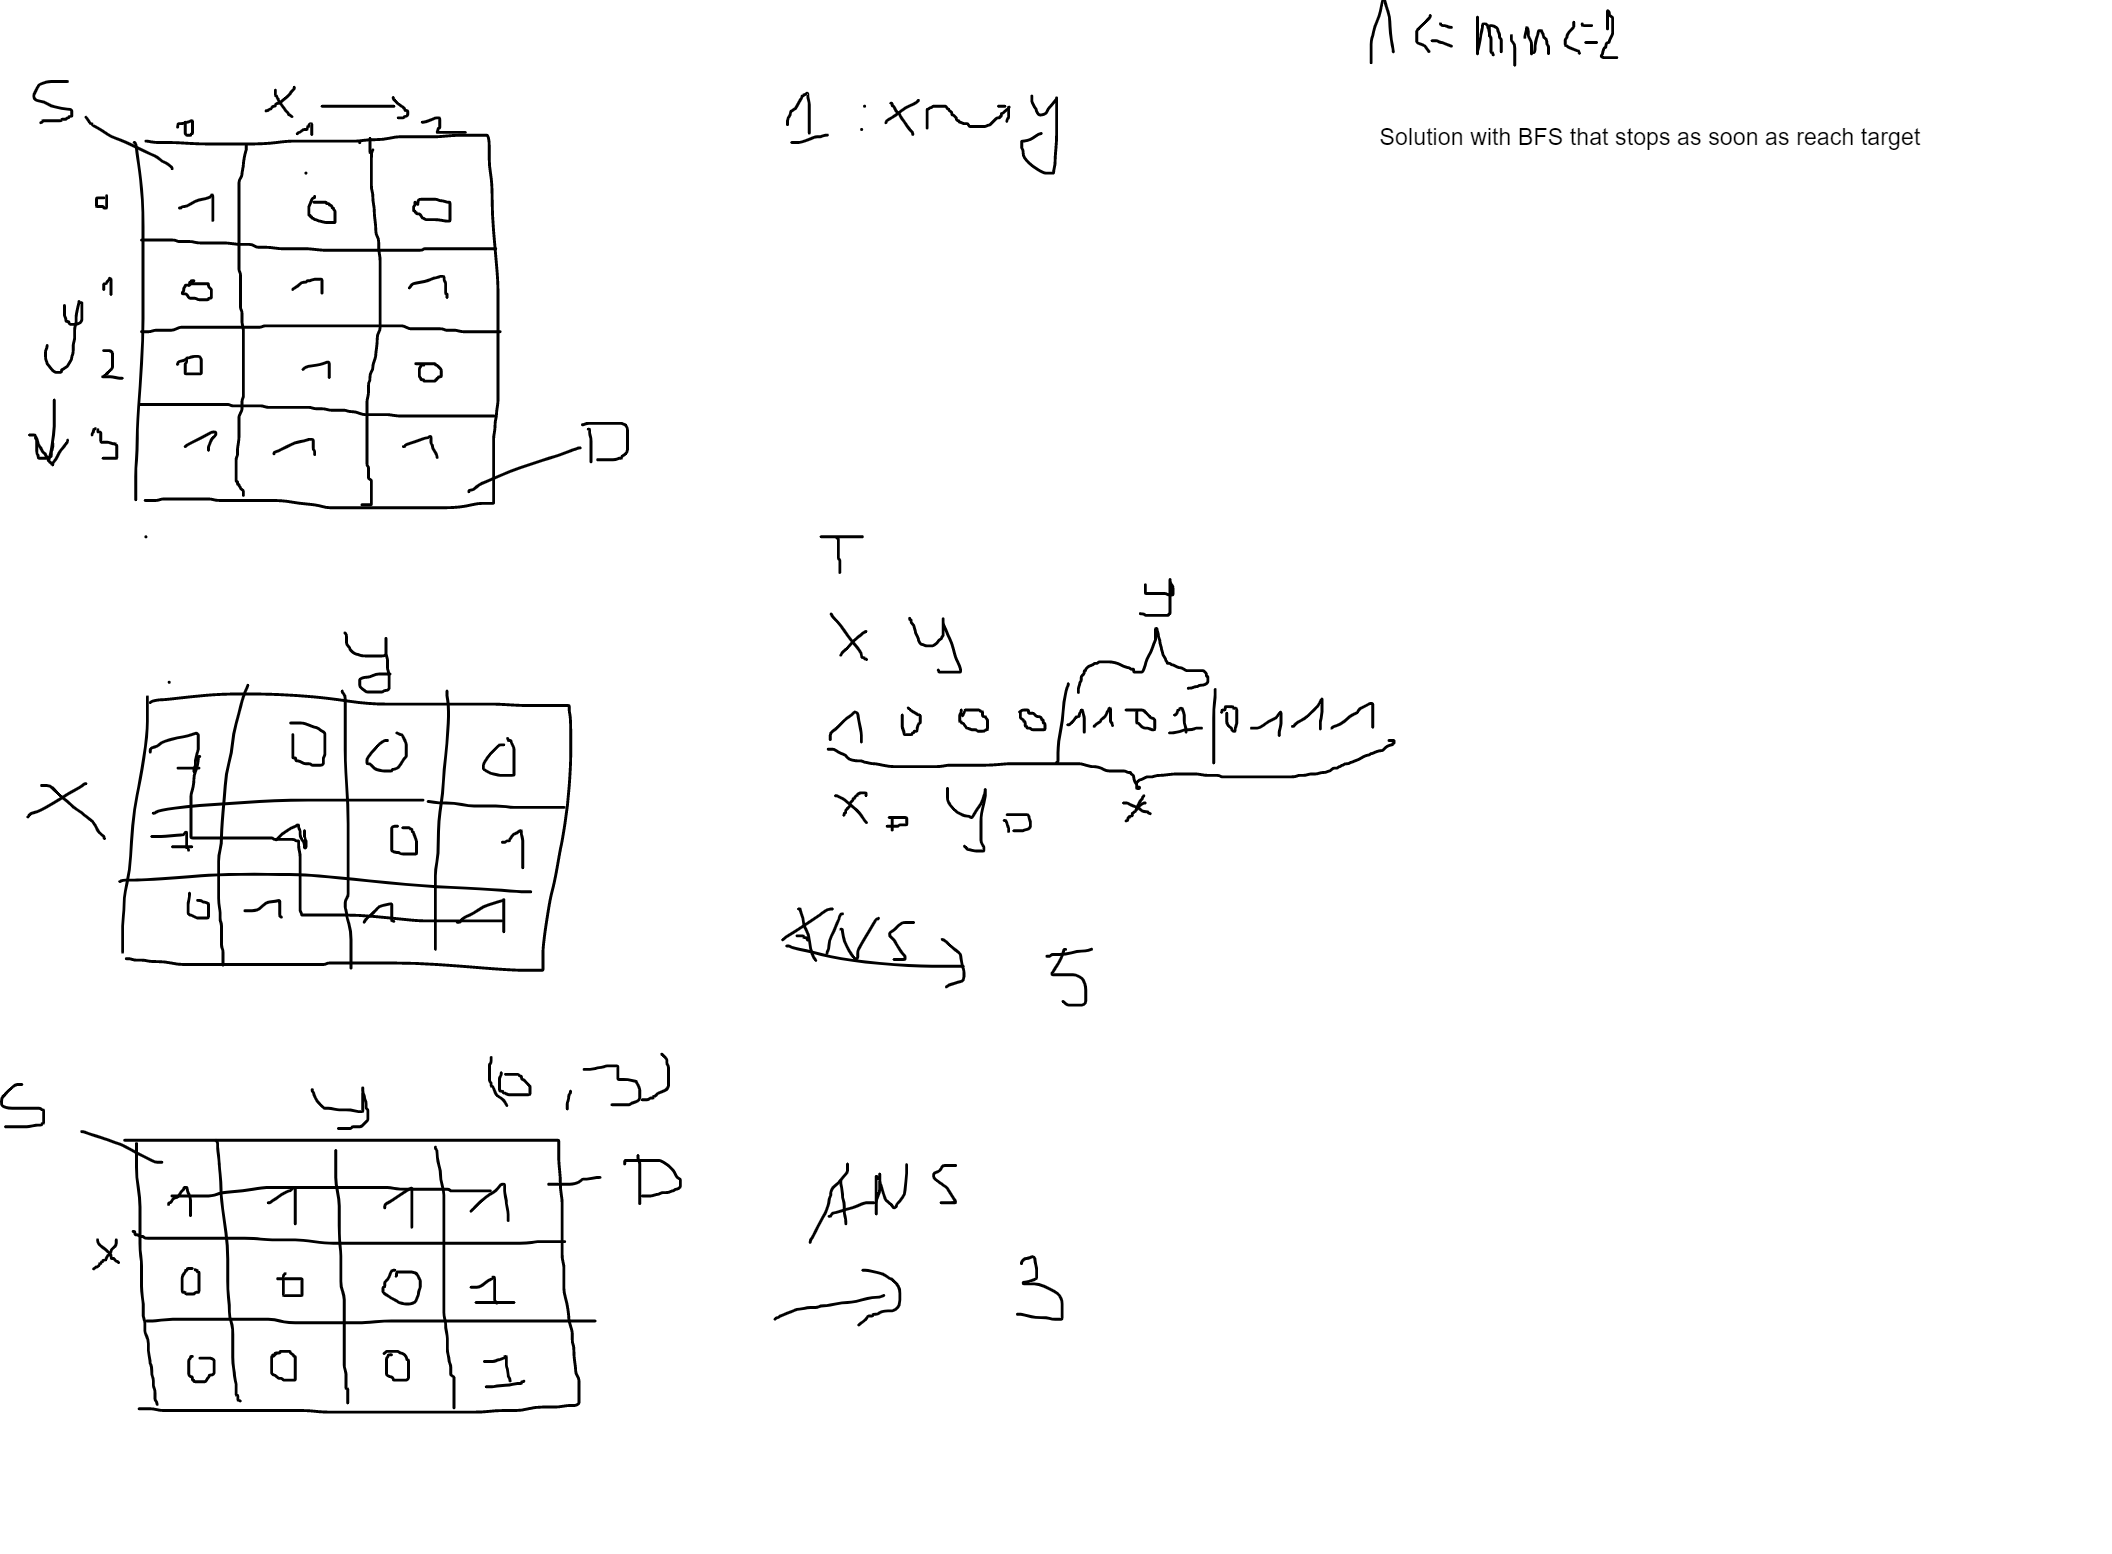 1 <= m,n <=2
S x
0 1 2
1 : x y
Solution with BFS that stops as soon as reach target
0 1 0 0
1 0 1 1
y
2 0 1 0
3 1 1 1
D
T
y
x y
1 0 0 0 1 1 0 1 0 1 1 1
x0 y0 x
y
1 0 0 0
x
1 1 0 1
0 1 1 1
ANS 5
(0,3)
S y
D
1 1 1 1
ANS
x
0 0 0 1
3
0 0 0 1